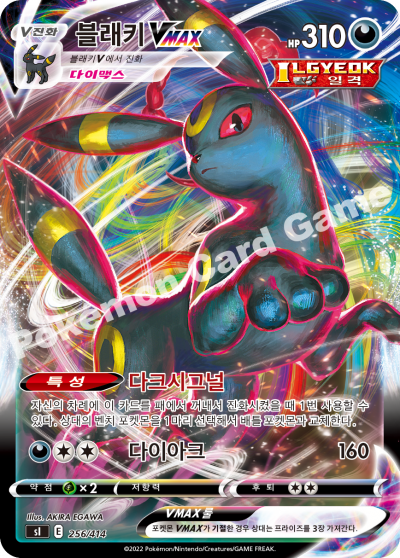 V진화
블래키 VMAX
HP 310
블래키V에서 진화
다이맥스
ILGYEOK
일격
Pokémon Card Game
특성 다크시그널
자신의 차례에 이 카드를 패에서 꺼내서 진화시켰을 때 1번 사용할 수
있다. 상대의 벤치 포켓몬을 1마리 선택해서 배틀 포켓몬과 교체한다.
다이아크 160
약점 ×2 저항력 후퇴
Illus. AKIRA EGAWA
sI E 256/414
VMAX룰
포켓몬 VMAX가 기절한 경우 상대는 프라이즈를 3장 가져간다.
©2022 Pokémon/Nintendo/Creatures/GAME FREAK.